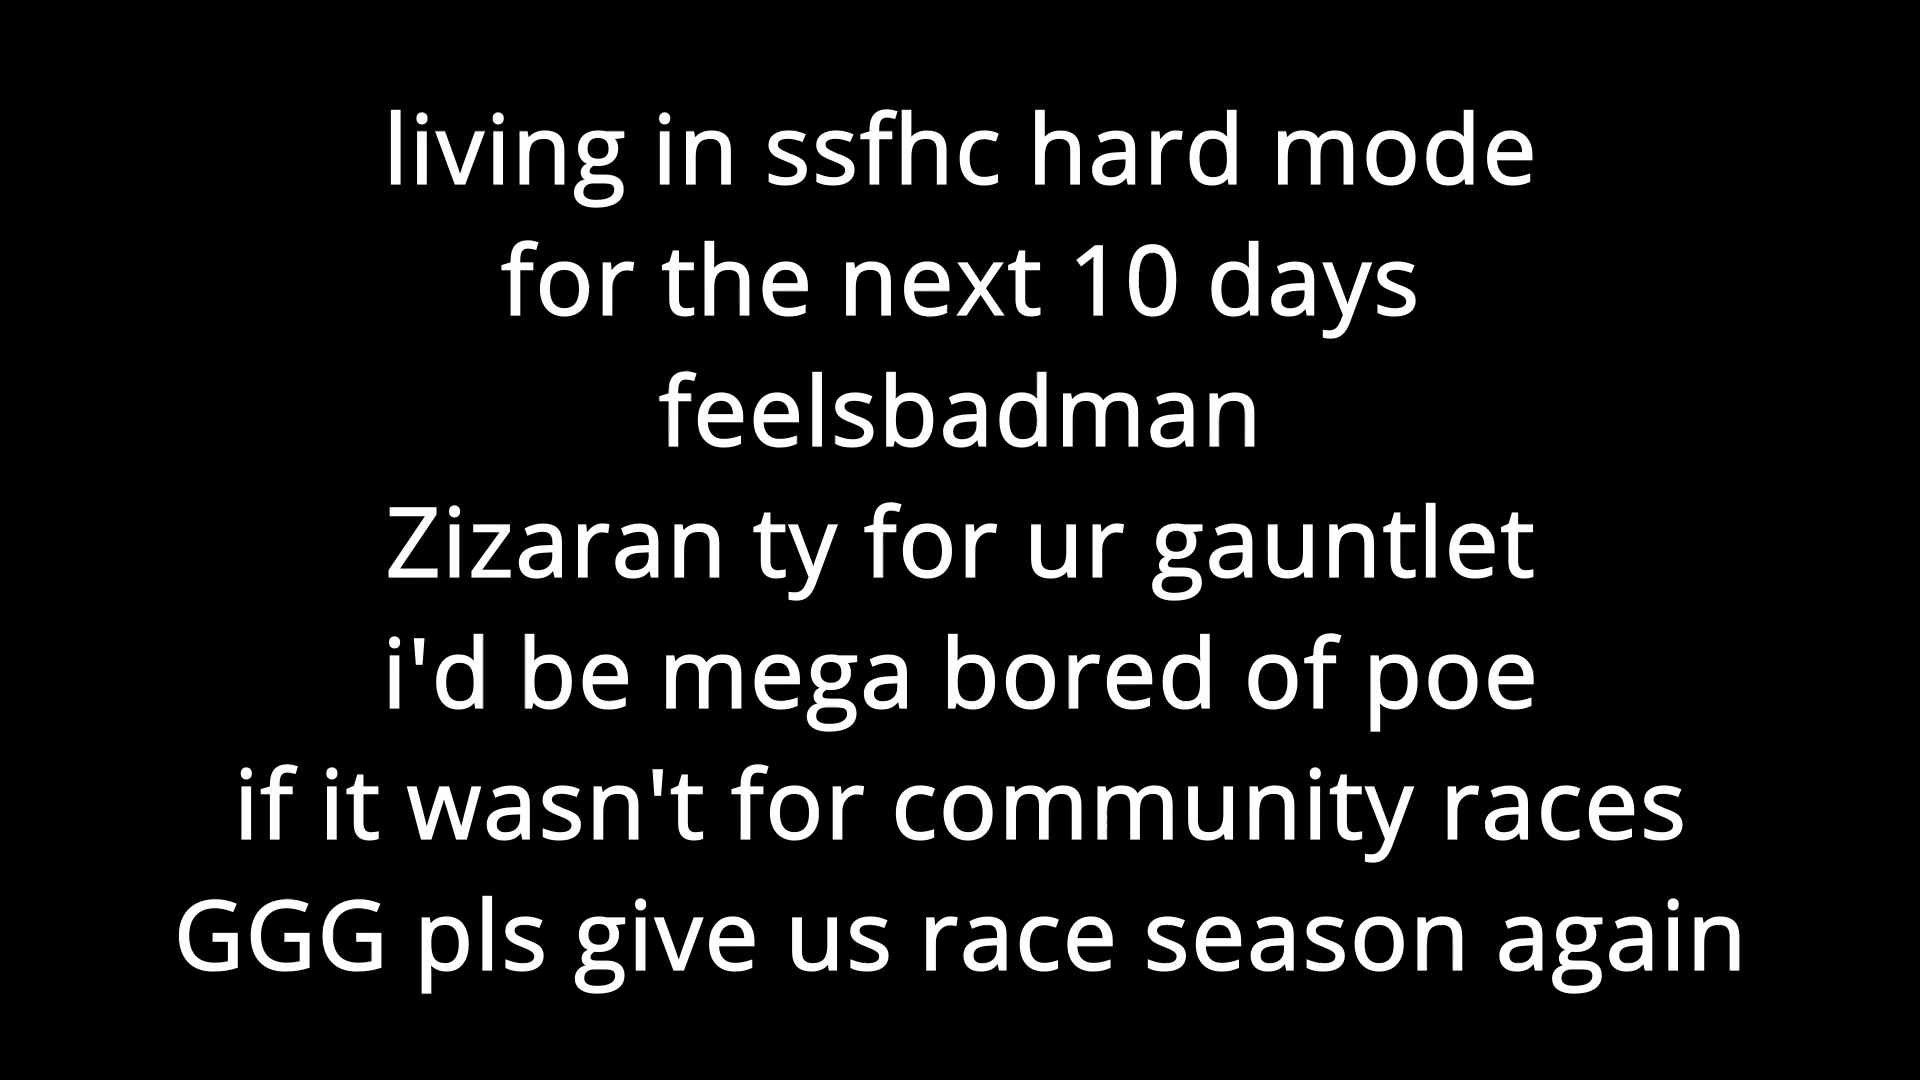 living in ssfhc hard mode
for the next 10 days
feelsbadman
Zizaran ty for ur gauntlet
i'd be mega bored of poe
if it wasn't for community races
GGG pls give us race season again